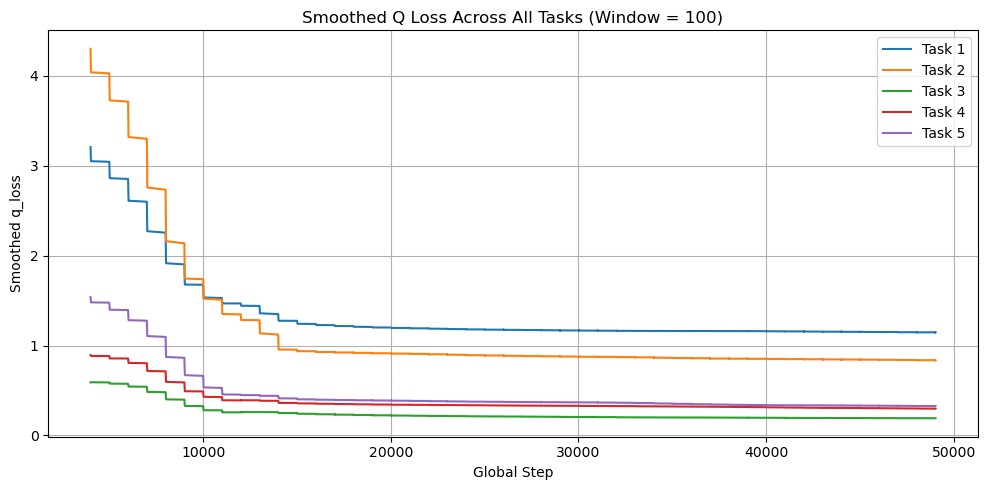 Smoothed Q Loss Across All Tasks (Window = 100)
Task 1
Task 2
Task 3
Task 4
Task 5
Smoothed q_loss
4
3
2
1
0
10000
20000
30000
40000
50000
Global Step